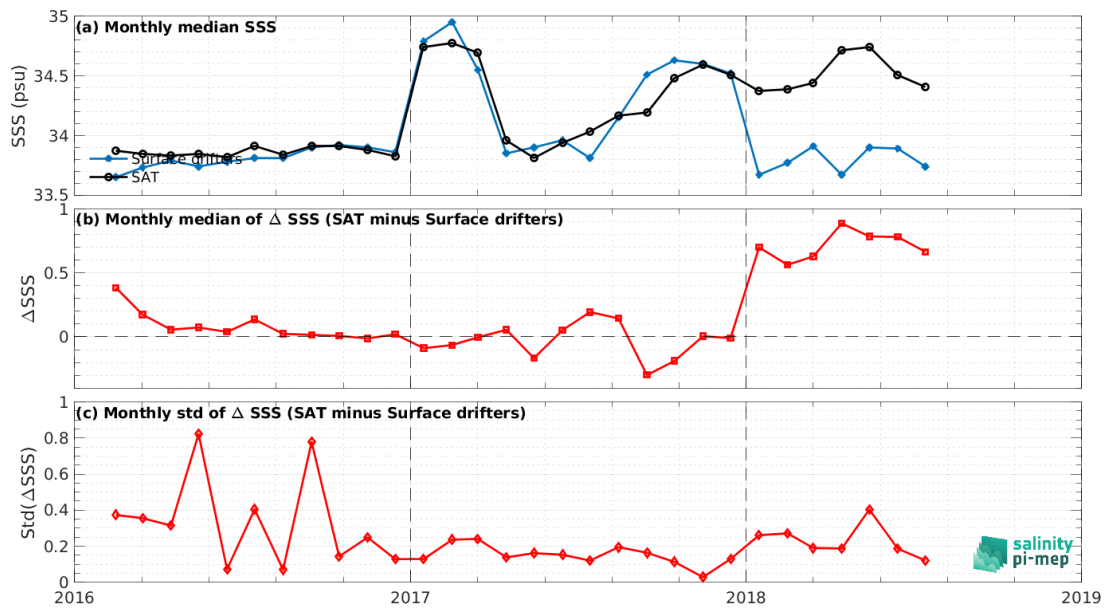 (a) Monthly median SSS
SSS (psu)
35
34.5
34
33.5
Surface drifters
SAT
(b) Monthly median of Δ SSS (SAT minus Surface drifters)
ΔSSS
1
0.5
0
(c) Monthly std of Δ SSS (SAT minus Surface drifters)
Std(ΔSSS)
1
0.8
0.6
0.4
0.2
0
2016
2017
2018
2019
salinity
pi-mep